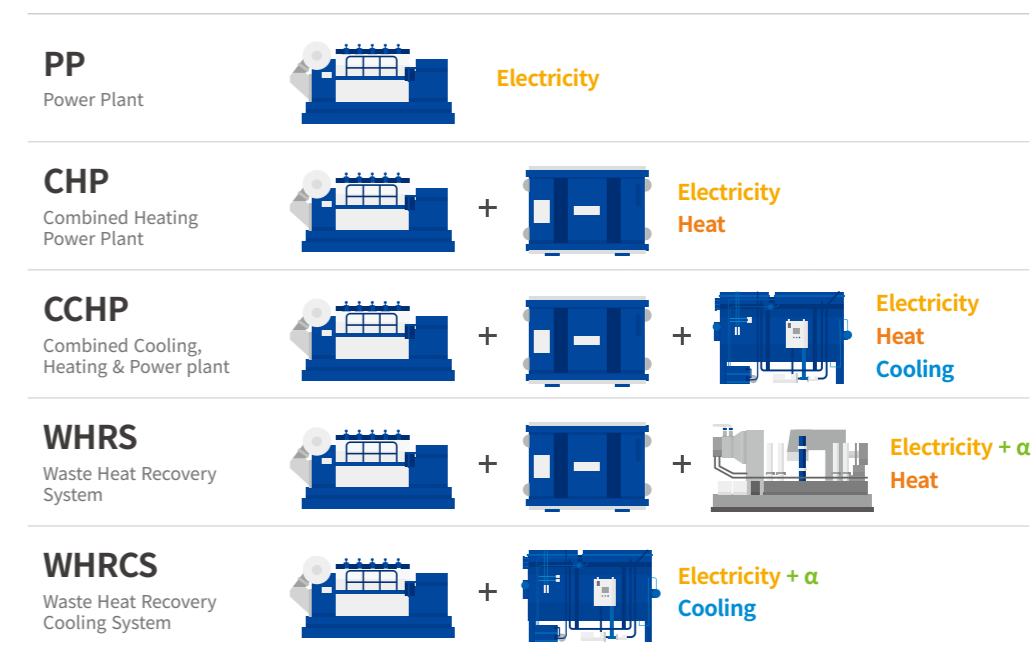 PP
Power Plant
Electricity
CHP
Combined Heating
Power Plant
+
Electricity
Heat
CCHP
Combined Cooling,
Heating & Power plant
+
+
Electricity
Heat
Cooling
WHRS
Waste Heat Recovery
System
+
+
Electricity + α
Heat
WHRCS
Waste Heat Recovery
Cooling System
+
Electricity + α
Cooling